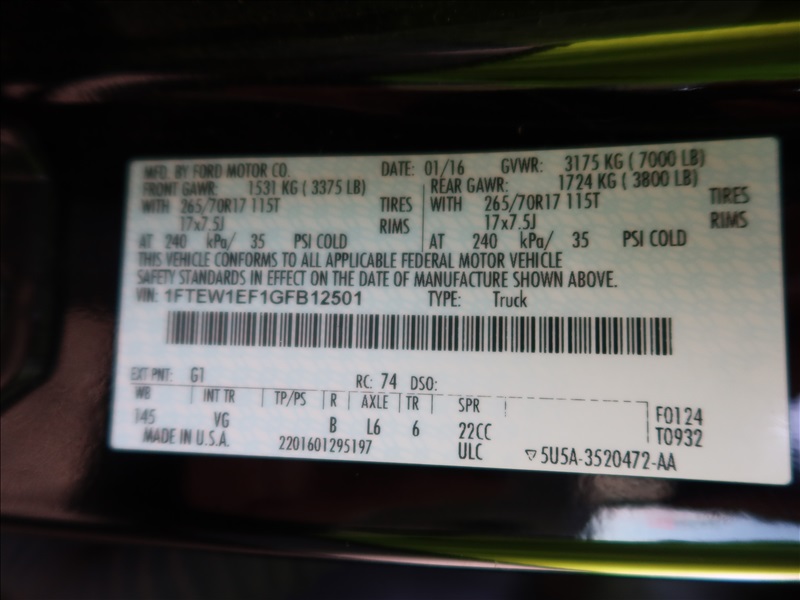 MFD. BY FORD MOTOR CO. DATE: 01/16 GVWR: 3175 KG ( 7000 LB)
FRONT GAWR: 1531 KG ( 3375 LB) REAR GAWR: 1724 KG ( 3800 LB)
WITH 265/70R17 115T TIRES WITH 265/70R17 115T TIRES
17x7.5J RIMS 17x7.5J RIMS
AT 240 kPa/ 35 PSI COLD AT 240 kPa/ 35 PSI COLD
THIS VEHICLE CONFORMS TO ALL APPLICABLE FEDERAL MOTOR VEHICLE
SAFETY STANDARDS IN EFFECT ON THE DATE OF MANUFACTURE SHOWN ABOVE.
VIN: 1FTEW1EF1GFB12501 TYPE: Truck
EXT PNT: G1 RC: 74 DSO:
WB INT TR TP/PS R AXLE TR SPR
145 VG B L6 6 22CC F0124
MADE IN U.S.A. 2201601295197 ULC T0932
▽5U5A-3520472-AA